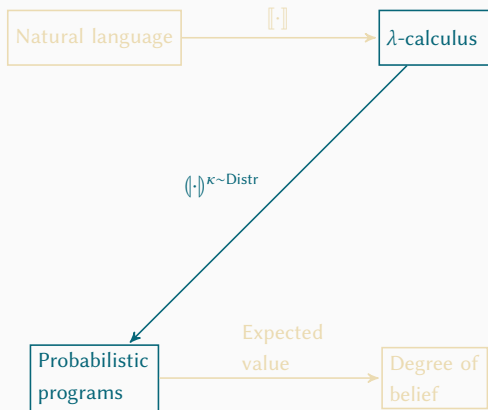 ⟦·⟧
Natural language
λ-calculus
⦇·⦈^κ∼Distr
Probabilistic
programs
Expected
value
Degree of
belief